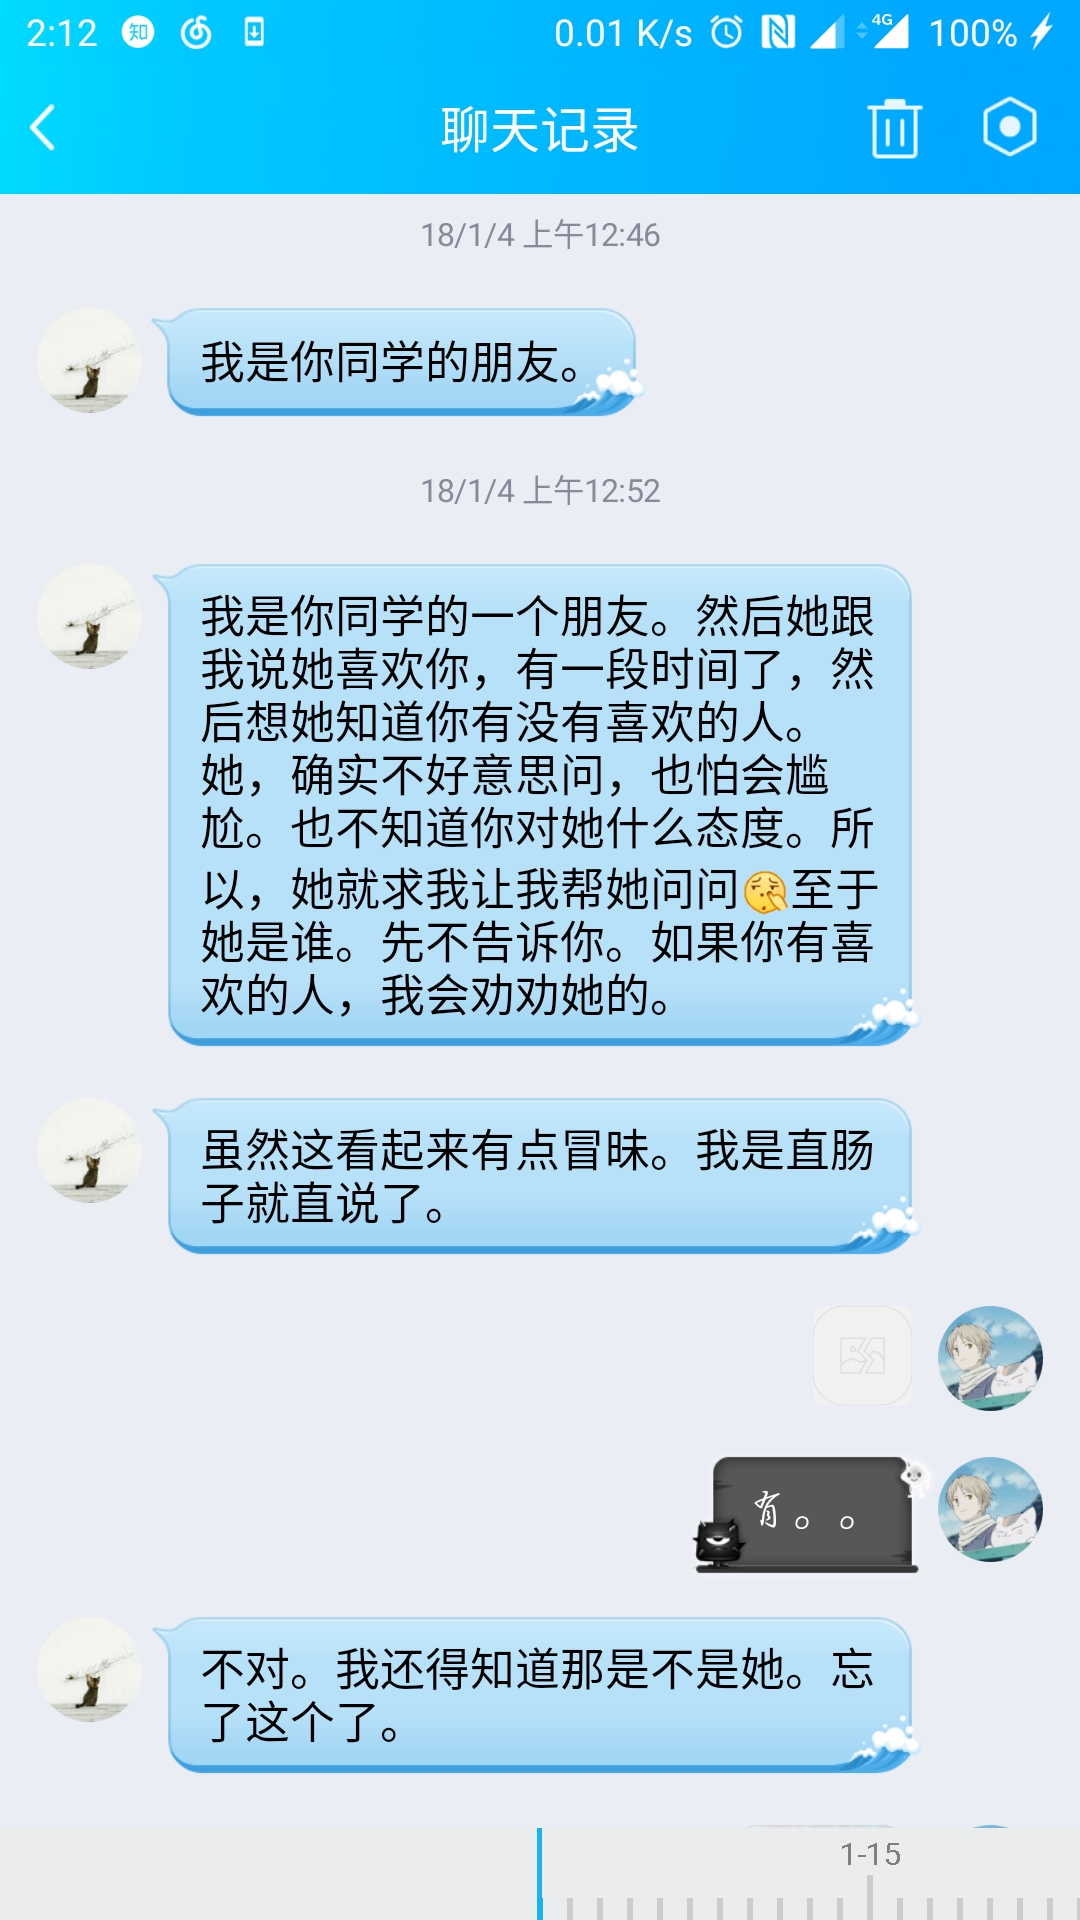 2:12 知 0.01 K/s 4G 100%
聊天记录
18/1/4 上午12:46
我是你同学的朋友。
18/1/4 上午12:52
我是你同学的一个朋友。然后她跟
我说她喜欢你，有一段时间了，然
后想她知道你有没有喜欢的人。
她，确实不好意思问，也怕会尴
尬。也不知道你对她什么态度。所
以，她就求我让我帮她问问🤭至于
她是谁。先不告诉你。如果你有喜
欢的人，我会劝劝她的。
虽然这看起来有点冒昧。我是直肠
子就直说了。
有。。
不对。我还得知道那是不是她。忘
了这个了。
1-15